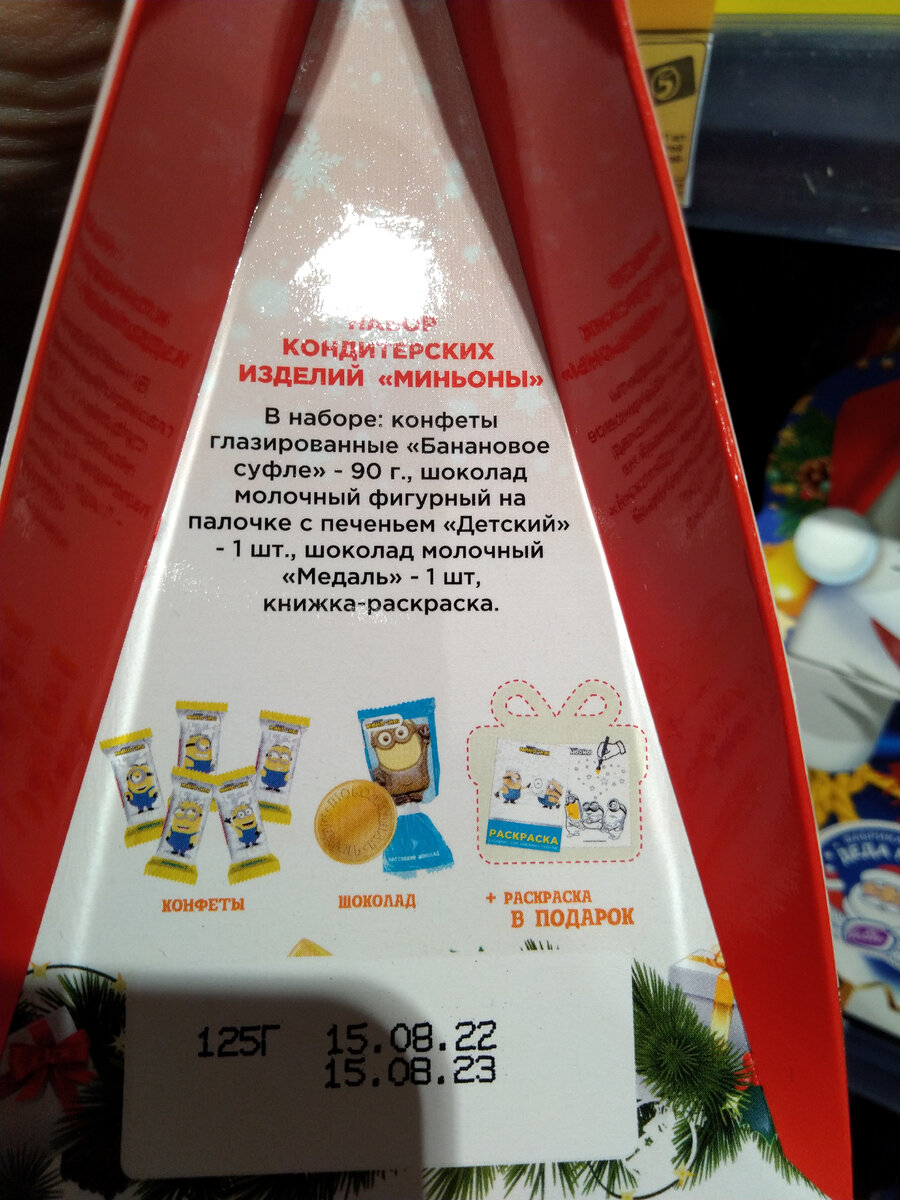 НАБОР
КОНДИТЕРСКИХ
ИЗДЕЛИЙ «МИНЬОНЫ»
В наборе: конфеты
глазированные «Банановое
суфле» - 90 г., шоколад
молочный фигурный на
палочке с печеньем «Детский»
- 1 шт., шоколад молочный
«Медаль» - 1 шт,
книжка-раскраска.
РАСКРАСКА
КОНФЕТЫ
ШОКОЛАД
+ РАСКРАСКА
В ПОДАРОК
125Г 15.08.22
15.08.23